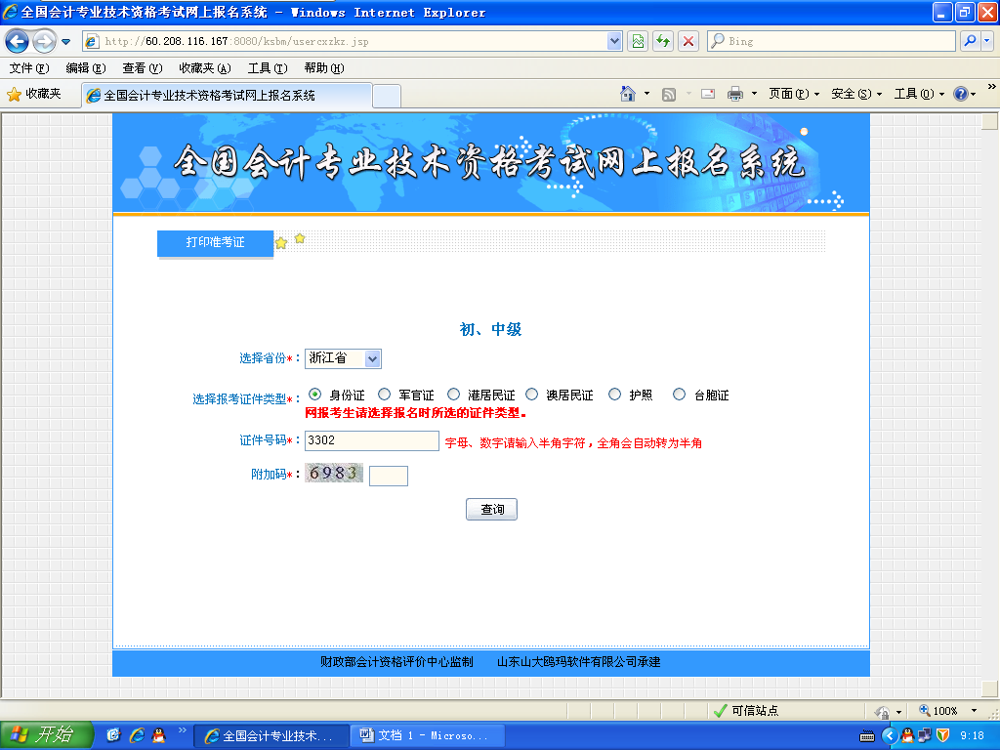 全国会计专业技术资格考试网上报名系统 - Windows Internet Explorer
http://60.208.116.167:8080/ksbm/usercxzkz.jsp
Bing
文件(F) 编辑(E) 查看(V) 收藏夹(A) 工具(T) 帮助(H)
收藏夹 全国会计专业技术资格考试网上报名系统 页面(P) 安全(S) 工具(O) »
全国会计专业技术资格考试网上报名系统
打印准考证
初、中级
选择省份*： 浙江省
选择报考证件类型*： 身份证 军官证 港居民证 澳居民证 护照 台胞证
网报考生请选择报名时所选的证件类型。
证件号码*： 3302 字母、数字请输入半角字符，全角会自动转为半角
附加码*： 6983
查询
财政部会计资格评价中心监制 山东山大鸥玛软件有限公司承建
可信站点 100%
开始 » 全国会计专业技术... 文档 1 - Microso... 9:18